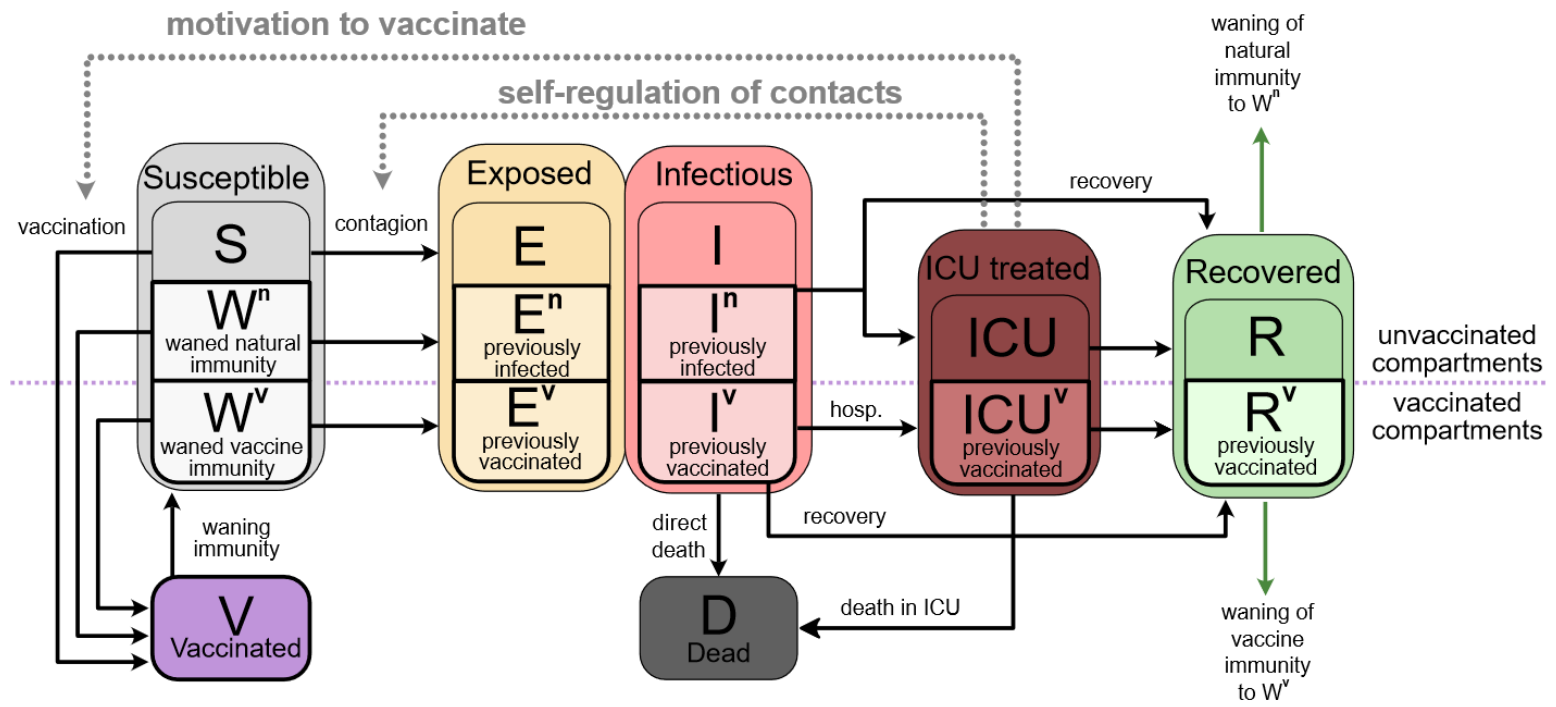 motivation to vaccinate
self-regulation of contacts
waning of
natural
immunity
to Wⁿ
Susceptible
vaccination
S
Wⁿ
waned natural
immunity
Wᵛ
waned vaccine
immunity
waning
immunity
V
Vaccinated
contagion
Exposed
E
Eⁿ
previously
infected
Eᵛ
previously
vaccinated
Infectious
I
Iⁿ
previously
infected
Iᵛ
previously
vaccinated
direct
death
D
Dead
recovery
hosp.
recovery
death in ICU
ICU treated
ICU
ICUᵛ
previously
vaccinated
Recovered
R
Rᵛ
previously
vaccinated
unvaccinated
compartments
vaccinated
compartments
waning of
vaccine
immunity
to Wᵛ